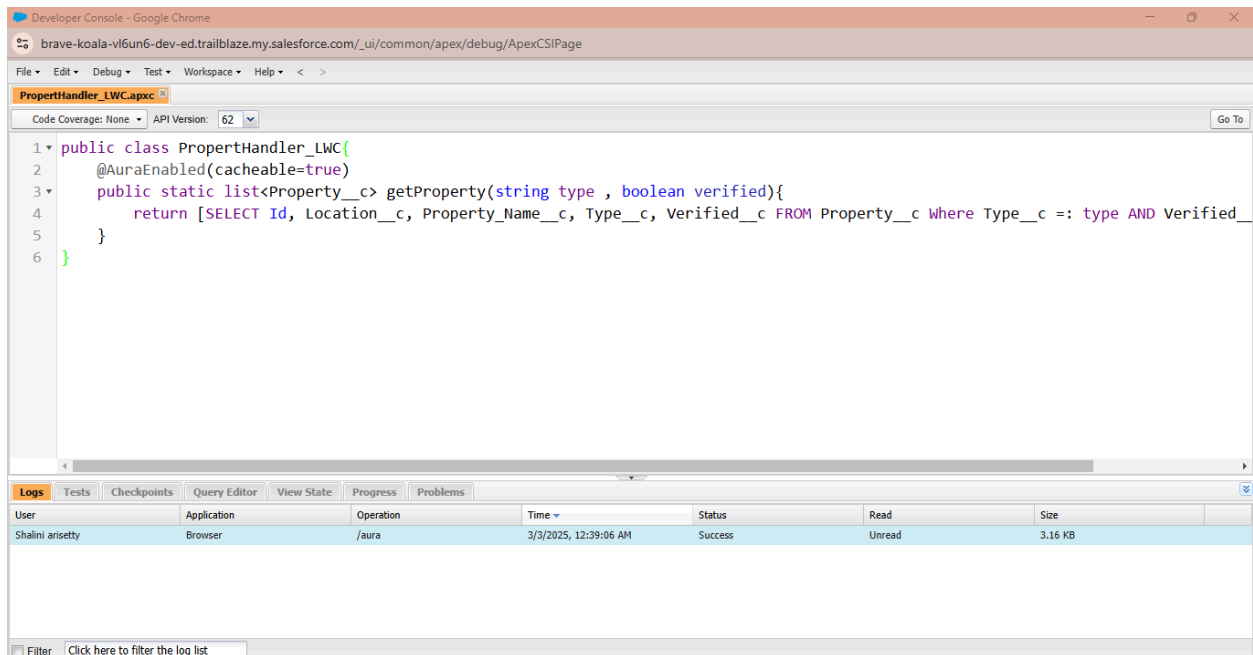 Developer Console - Google Chrome
brave-koala-vl6un6-dev-ed.trailblaze.my.salesforce.com/_ui/common/apex/debug/ApexCSIPage
File Edit Debug Test Workspace Help < >
PropertHandler_LWC.apxc
Code Coverage: None API Version: 62 Go To
1 public class PropertHandler_LWC{
2 @AuraEnabled(cacheable=true)
3 public static list<Property__c> getProperty(string type , boolean verified){
4 return [SELECT Id, Location__c, Property_Name__c, Type__c, Verified__c FROM Property__c Where Type__c =: type AND Verified__
5 }
6 }
Logs Tests Checkpoints Query Editor View State Progress Problems
User Application Operation Time Status Read Size
Shalini arisetty Browser /aura 3/3/2025, 12:39:06 AM Success Unread 3.16 KB
Filter Click here to filter the log list